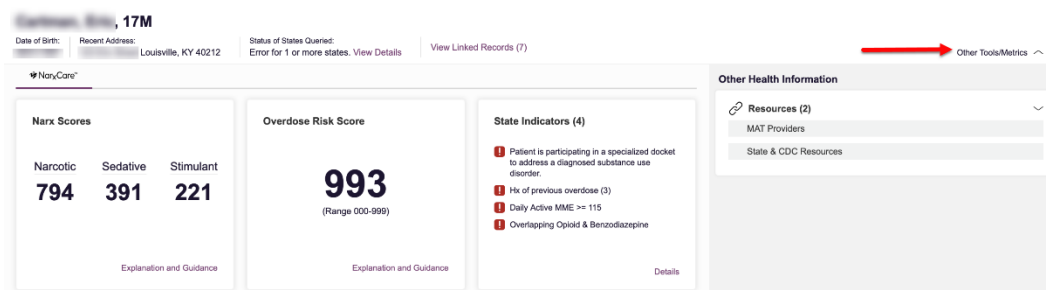 , 17M
Date of Birth:
Recent Address:
Louisville, KY 40212
Status of States Queried:
Error for 1 or more states. View Details
View Linked Records (7)
Other Tools/Metrics
NarxCare™
Narx Scores
Narcotic Sedative Stimulant
794 391 221
Explanation and Guidance
Overdose Risk Score
993
(Range 000-999)
Explanation and Guidance
State Indicators (4)
Patient is participating in a specialized docket
to address a diagnosed substance use
disorder.
Hx of previous overdose (3)
Daily Active MME >= 115
Overlapping Opioid & Benzodiazepine
Details
Other Health Information
Resources (2)
MAT Providers
State & CDC Resources